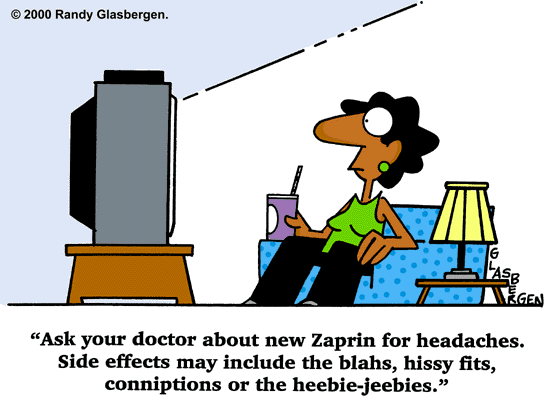 © 2000 Randy Glasbergen.
GLASBERGEN
“Ask your doctor about new Zaprin for headaches.
Side effects may include the blahs, hissy fits,
conniptions or the heebie-jeebies.”